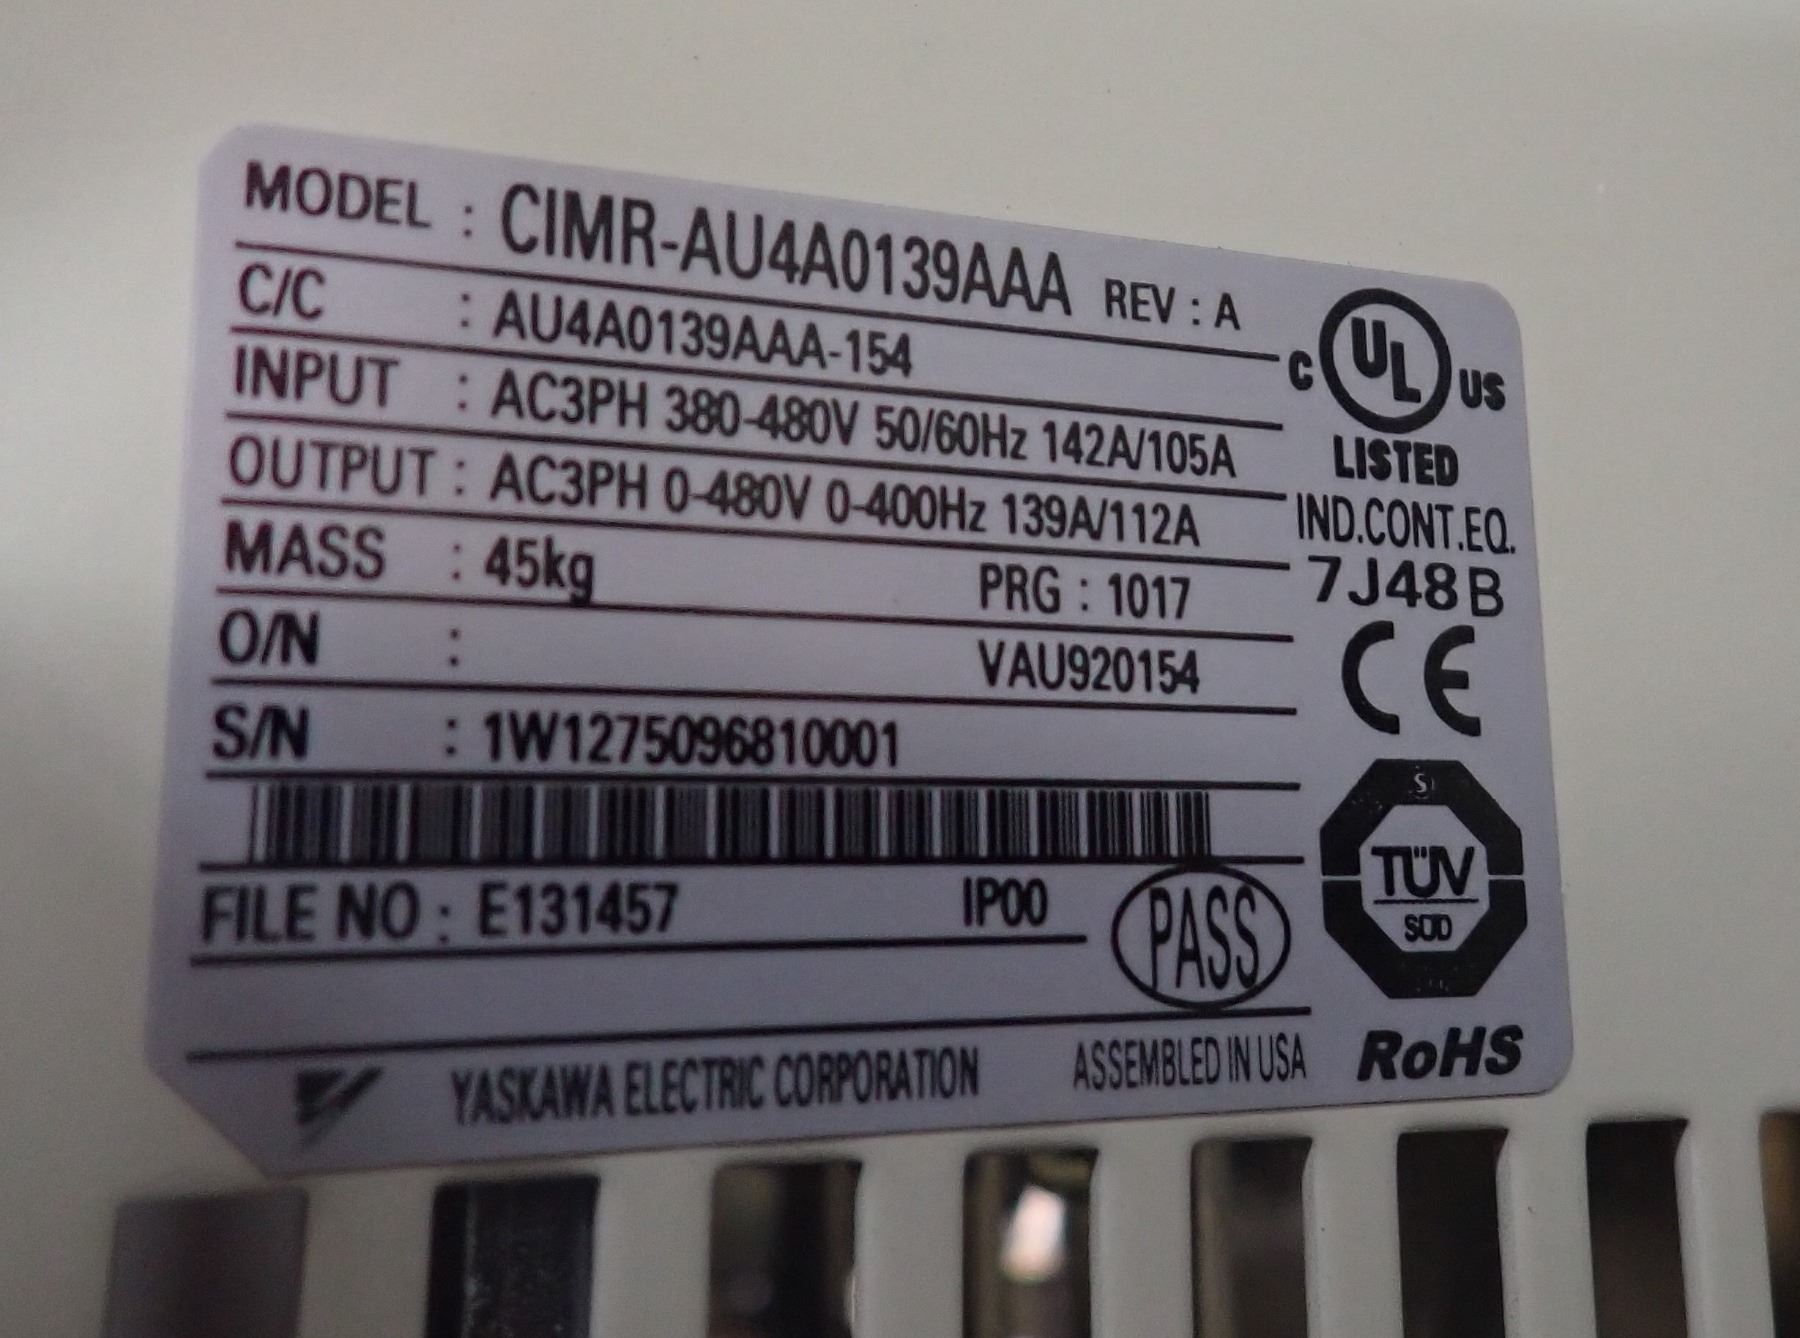 MODEL : CIMR-AU4A0139AAA REV : A
C/C : AU4A0139AAA-154
INPUT : AC3PH 380-480V 50/60Hz 142A/105A
OUTPUT : AC3PH 0-480V 0-400Hz 139A/112A
MASS : 45kg PRG : 1017
O/N : VAU920154
S/N : 1W1275096810001
FILE NO : E131457 IP00 PASS
YASKAWA ELECTRIC CORPORATION ASSEMBLED IN USA
C UL US
LISTED
IND.CONT.EQ.
7J48 B
CE
TÜV
SÜD
RoHS